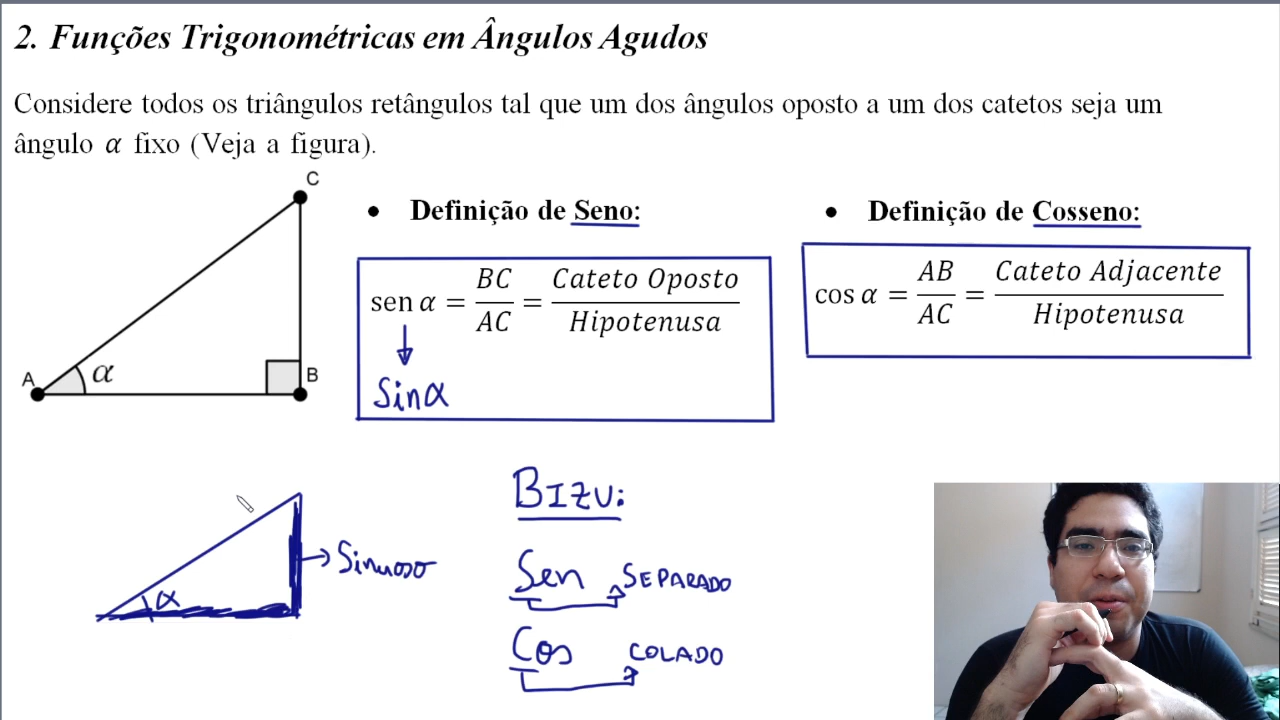 2. Funções Trigonométricas em Ângulos Agudos
Considere todos os triângulos retângulos tal que um dos ângulos oposto a um dos catetos seja um
ângulo α fixo (Veja a figura).
C
A
α
B
• Definição de Seno:
sen α = BC/AC = Cateto Oposto/Hipotenusa
Sinα
• Definição de Cosseno:
cos α = AB/AC = Cateto Adjacente/Hipotenusa
α
Sinuoso
BIZU:
Sen SEPARADO
Cos COLADO